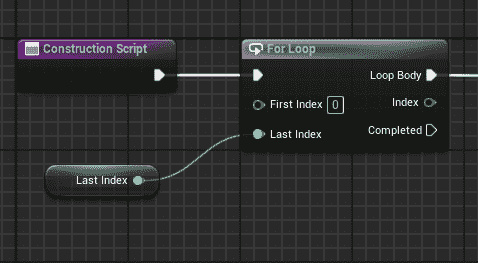 Construction Script
For Loop
Loop Body
First Index 0
Index
Last Index
Completed
Last Index